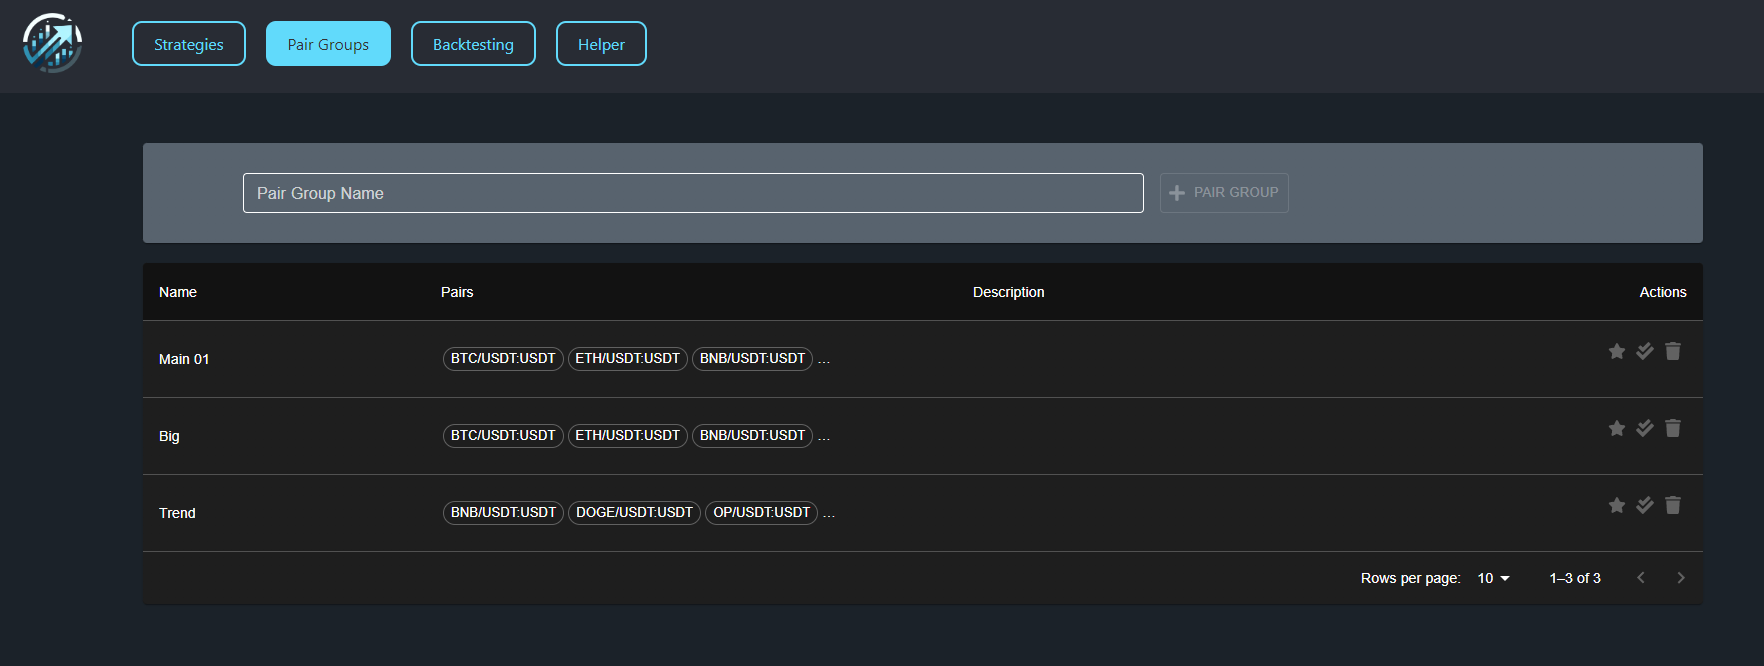 Strategies Pair Groups Backtesting Helper
Pair Group Name PAIR GROUP
Name Pairs Description Actions
Main 01 BTC/USDT:USDT ETH/USDT:USDT BNB/USDT:USDT ...
Big BTC/USDT:USDT ETH/USDT:USDT BNB/USDT:USDT ...
Trend BNB/USDT:USDT DOGE/USDT:USDT OP/USDT:USDT ...
Rows per page: 10 1–3 of 3